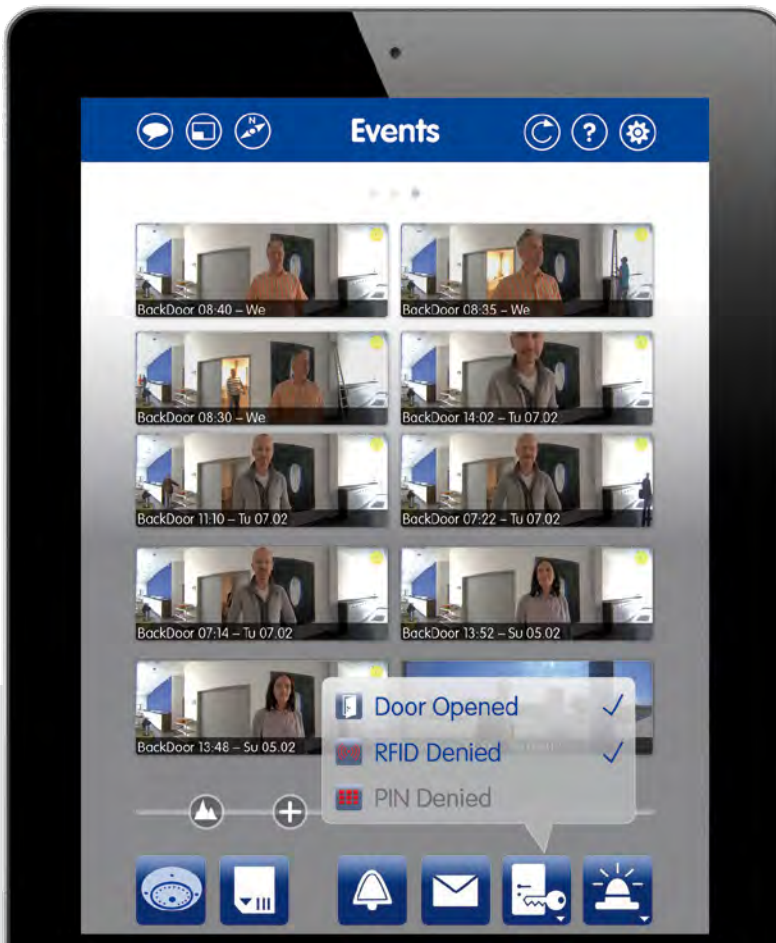 N
Events
?
BackDoor 08:40 – We
BackDoor 08:35 – We
BackDoor 08:30 – We
BackDoor 14:02 – Tu 07.02
BackDoor 11:10 – Tu 07.02
BackDoor 07:22 – Tu 07.02
BackDoor 07:14 – Tu 07.02
BackDoor 13:52 – Su 05.02
BackDoor 13:48 – Su 05.02
Door Opened
RFID Denied
PIN Denied